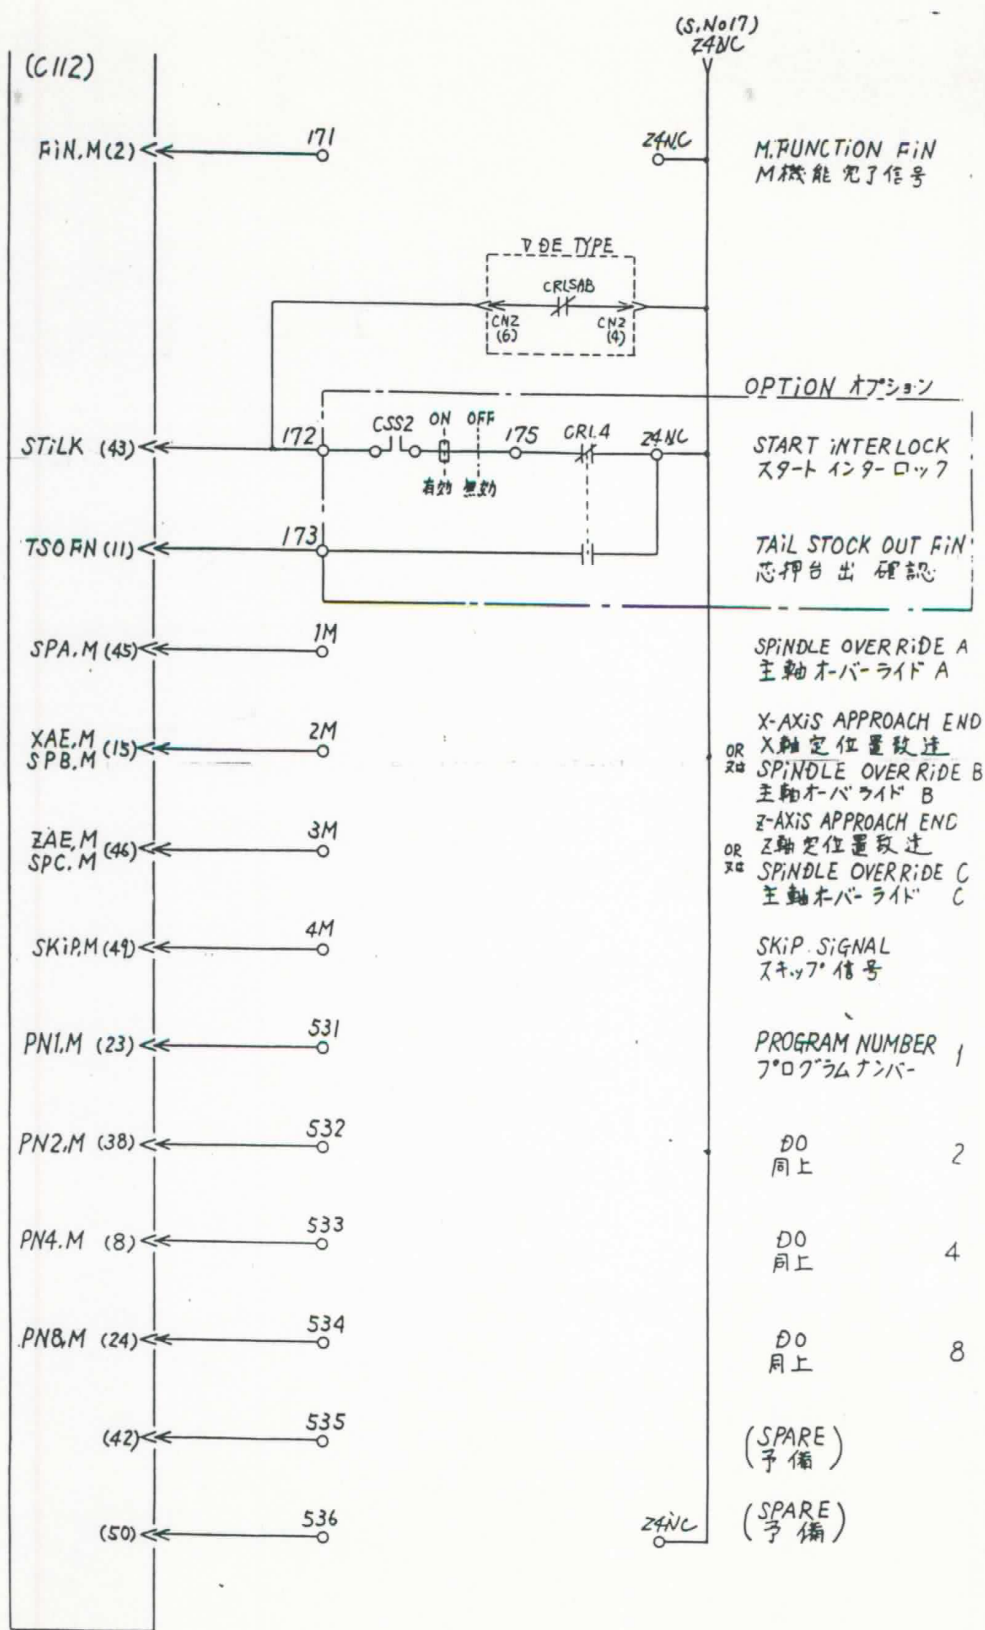 (S.No17)
24NC
(C112)
FiN.M(2)
171
24NC
M.FUNCTiON FiN
M機能完了信号
VDE TYPE
CRLSAB
CN2
(6)
CN2
(4)
OPTiON オプション
STiLK (43)
172
CSS2
ON OFF
有効 無効
175
CRL4
24NC
START iNTERLOCK
スタートインターロック
TSOFN (11)
173
TAiL STOCK OUT FiN
芯押台出 確認
SPA.M (45)
1M
SPiNDLE OVERRiDE A
主軸オーバーライド A
XAE.M
SPB.M (15)
2M
X-AXiS APPROACH END
X軸定位置致達
OR
又は
SPiNDLE OVERRiDE B
主軸オーバライド B
ZAE.M
SPC.M (46)
3M
Z-AXiS APPROACH END
Z軸定位置致達
OR
又は
SPiNDLE OVERRiDE C
主軸オーバーライド C
SKiP.M (49)
4M
SKiP SiGNAL
スキップ信号
PN1.M (23)
531
PROGRAM NUMBER 1
プログラムナンバー
PN2.M (38)
532
DO 2
同上
PN4.M (8)
533
DO 4
同上
PN8.M (24)
534
DO 8
同上
(42)
535
(SPARE
予備)
(50)
536
24NC
(SPARE
予備)